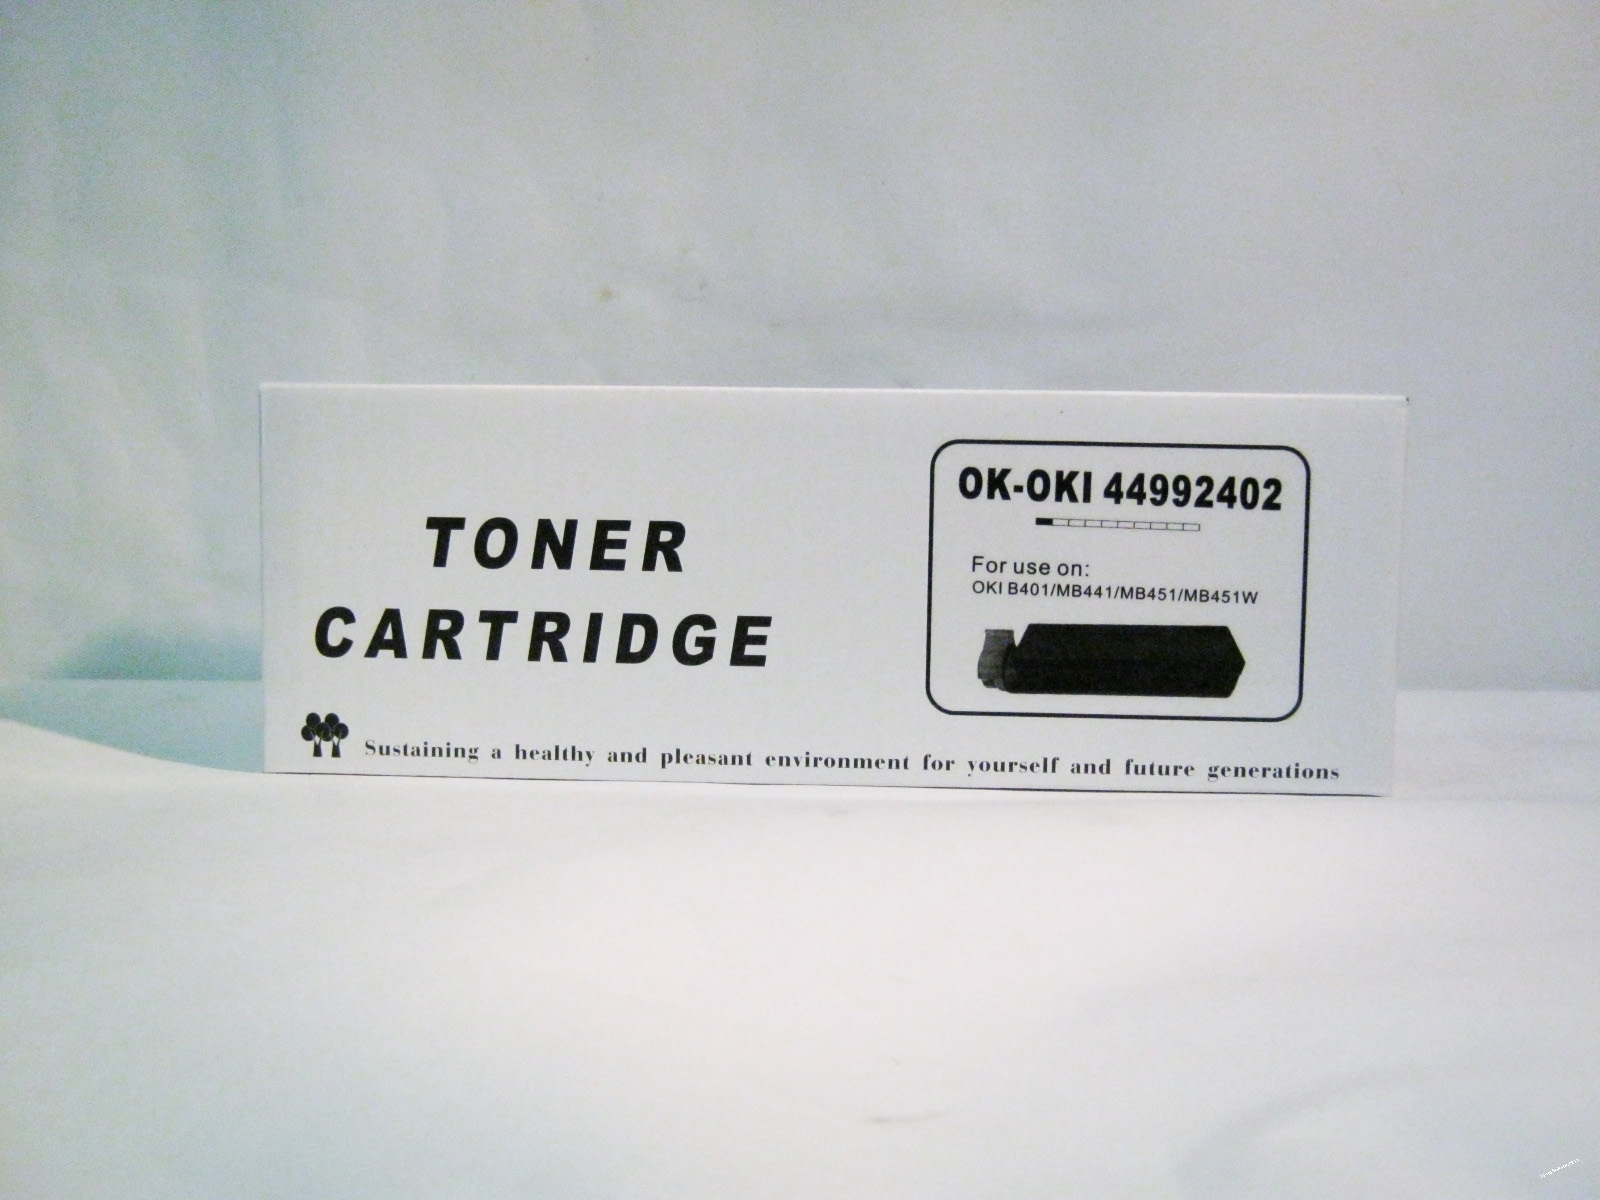 TONER
CARTRIDGE
OK-OKI 44992402
For use on:
OKI B401/MB441/MB451/MB451W
Sustaining a healthy and pleasant environment for yourself and future generations